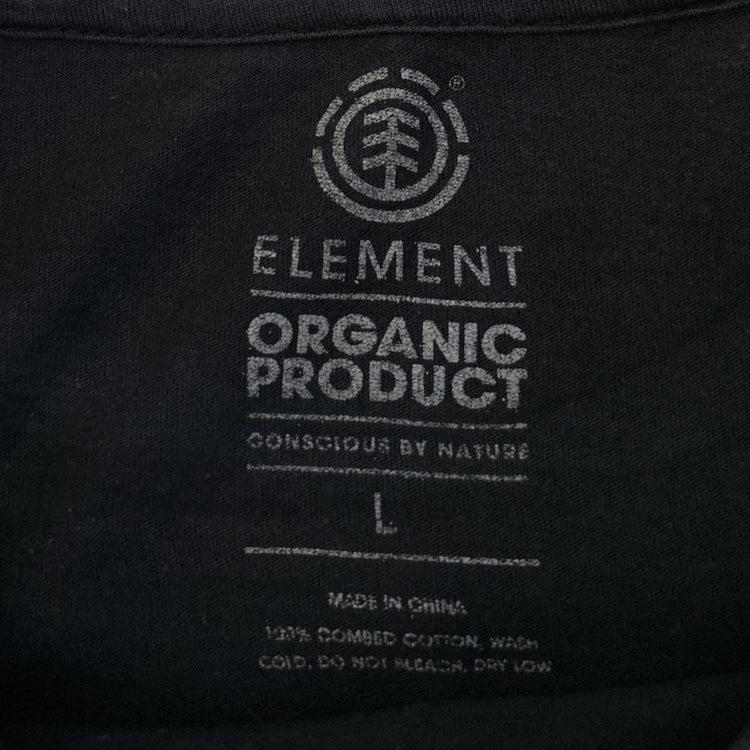 ®
ELEMENT
ORGANIC
PRODUCT
CONSCIOUS BY NATURE
L
MADE IN CHINA
100% COMBED COTTON, WASH
COLD, DO NOT BLEACH, DRY LOW